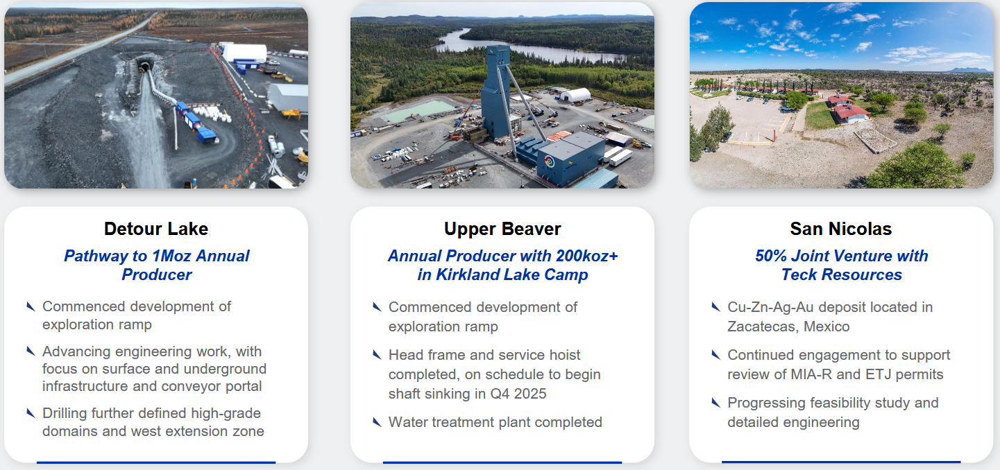 Detour Lake
Pathway to 1Moz Annual
Producer
Commenced development of
exploration ramp
Advancing engineering work, with
focus on surface and underground
infrastructure and conveyor portal
Drilling further defined high-grade
domains and west extension zone
Upper Beaver
Annual Producer with 200koz+
in Kirkland Lake Camp
Commenced development of
exploration ramp
Head frame and service hoist
completed, on schedule to begin
shaft sinking in Q4 2025
Water treatment plant completed
San Nicolas
50% Joint Venture with
Teck Resources
Cu-Zn-Ag-Au deposit located in
Zacatecas, Mexico
Continued engagement to support
review of MIA-R and ETJ permits
Progressing feasibility study and
detailed engineering